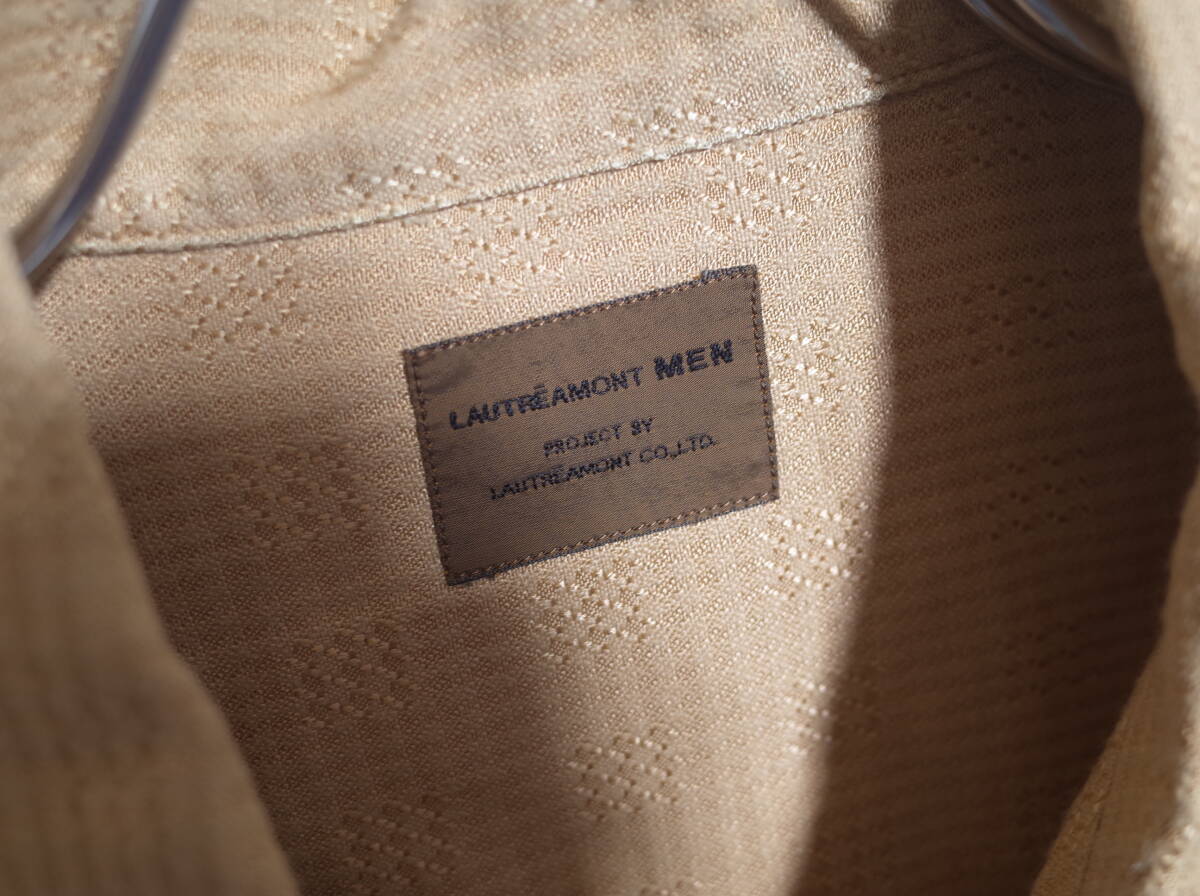 LAUTRÉAMONT MEN
PROJECT BY
LAUTRÉAMONT CO.,LTD.